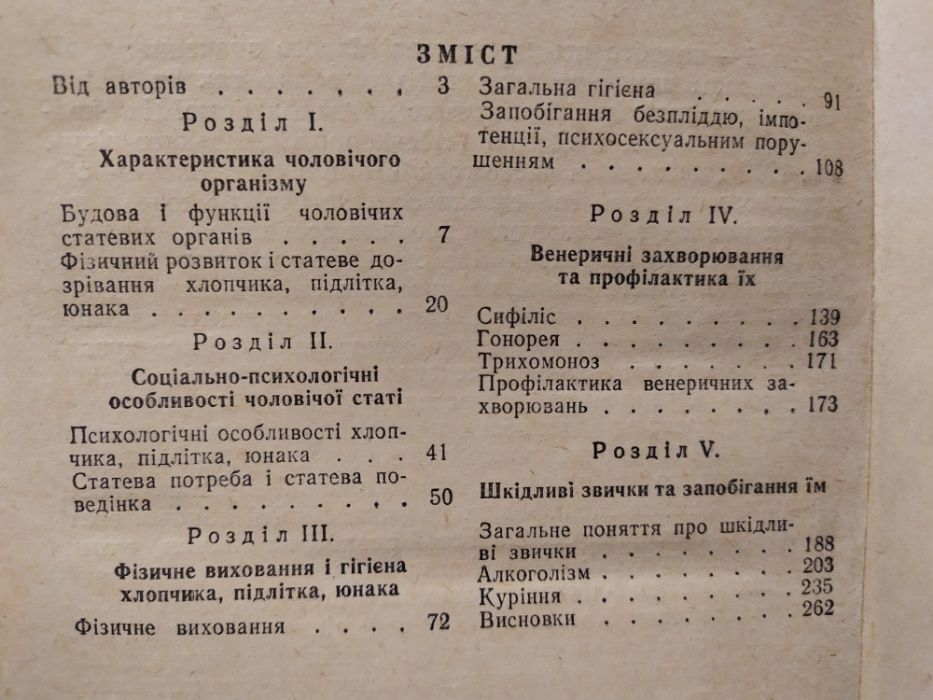 ЗМІСТ
Від авторів . . . . . . . 3
Розділ I.
Характеристика чоловічого
організму
Будова і функції чоловічих
статевих органів . . . . . 7
Фізичний розвиток і статеве до-
зрівання хлопчика, підлітка,
юнака . . . . . . . . . . 20
Розділ II.
Соціально-психологічні
особливості чоловічої статі
Психологічні особливості хлоп-
чика, підлітка, юнака . . . 41
Статева потреба і статева по-
ведінка . . . . . . . . . 50
Розділ III.
Фізичне виховання і гігієна
хлопчика, підлітка, юнака
Фізичне виховання . . . . 72
Загальна гігієна . . . . . 91
Запобігання безпліддю, імпо-
тенції, психосексуальним пору-
шенням . . . . . . . . . 108
Розділ IV.
Венеричні захворювання
та профілактика їх
Сифіліс . . . . . . . . . 139
Гонорея . . . . . . . . . 163
Трихомоноз . . . . . . . 171
Профілактика венеричних за-
хворювань . . . . . . . . 173
Розділ V.
Шкідливі звички та запобігання їм
Загальне поняття про шкідли-
ві звички . . . . . . . . 188
Алкоголізм . . . . . . . . 203
Куріння . . . . . . . . . 235
Висновки . . . . . . . . 262